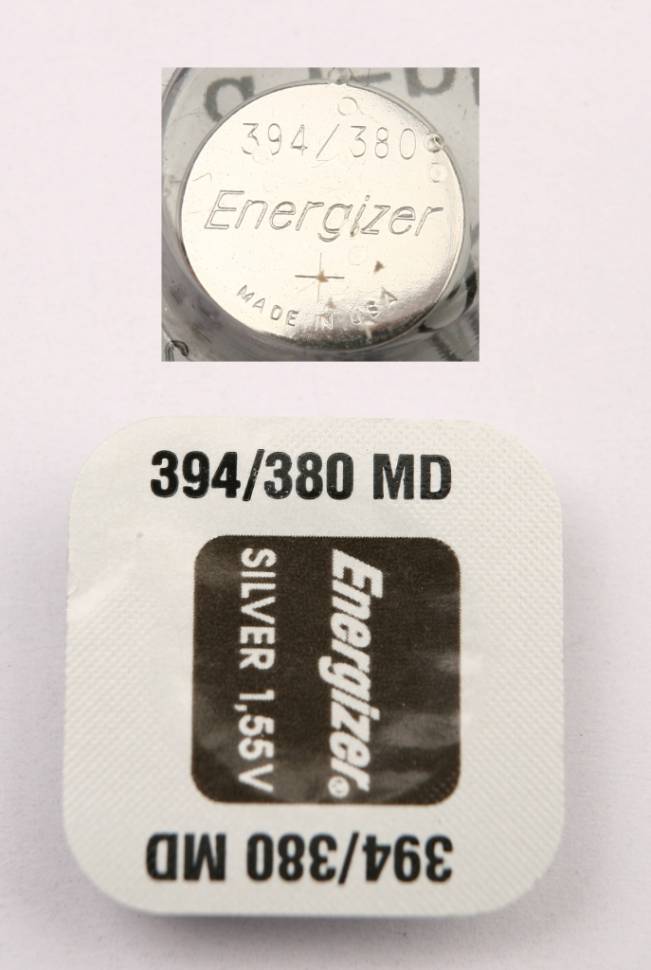 394/380
Energizer
+
MADE IN USA
394/380 MD
Energizer®
SILVER 1,55V
394/380 MD